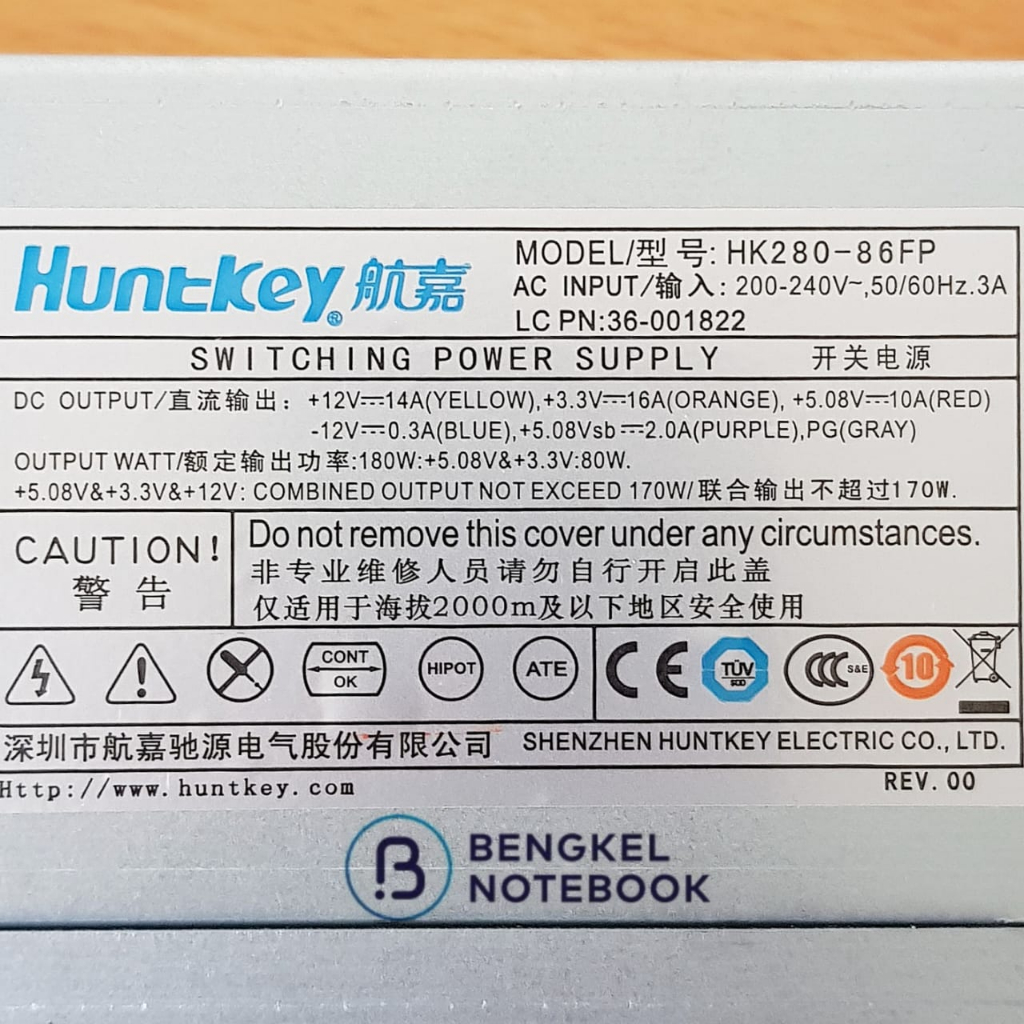 Huntkey® 航嘉
MODEL/型号: HK280-86FP
AC INPUT/输入: 200-240V~,50/60Hz.3A
LC PN:36-001822
SWITCHING POWER SUPPLY 开关电源
DC OUTPUT/直流输出: +12V⎓14A(YELLOW),+3.3V⎓16A(ORANGE), +5.08V⎓10A(RED)
-12V⎓0.3A(BLUE),+5.08Vsb⎓2.0A(PURPLE),PG(GRAY)
OUTPUT WATT/额定输出功率:180W:+5.08V&+3.3V:80W.
+5.08V&+3.3V&+12V: COMBINED OUTPUT NOT EXCEED 170W/联合输出不超过170W.
CAUTION!
警告
Do not remove this cover under any circumstances.
非专业维修人员请勿自行开启此盖
仅适用于海拔2000m及以下地区安全使用
CONT
OK
HIPOT
ATE
CE
TÜV
SÜD
CCC S&E
10
深圳市航嘉驰源电气股份有限公司 SHENZHEN HUNTKEY ELECTRIC CO., LTD.
Http://www.huntkey.com
REV. 00
BENGKEL
NOTEBOOK